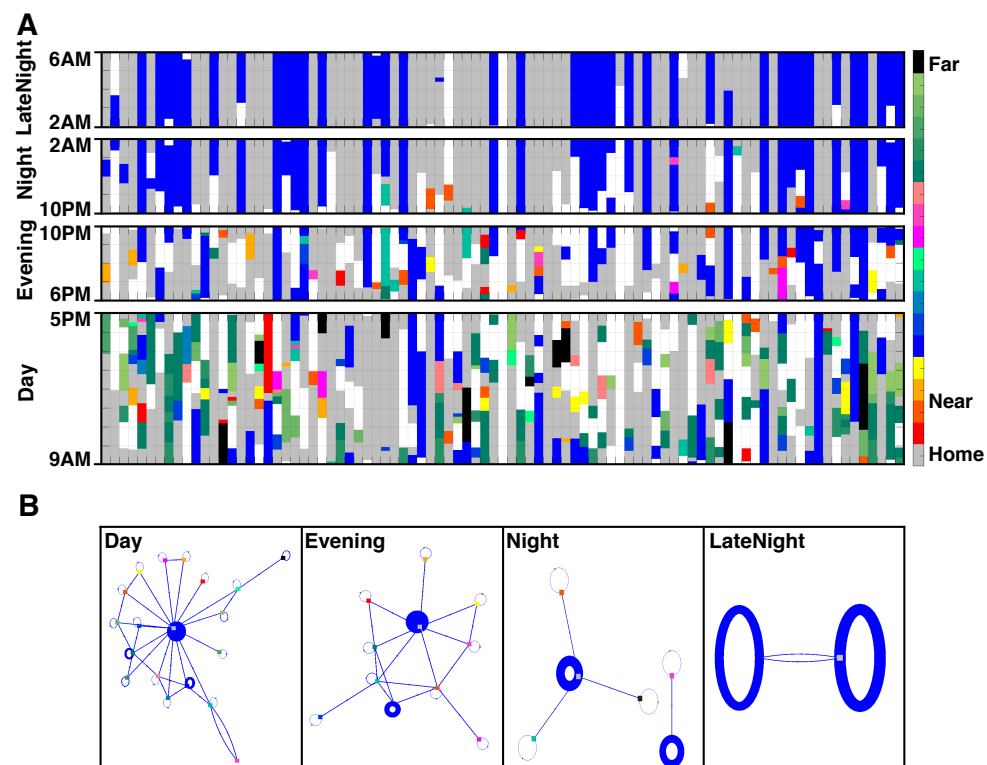 A
LateNight
6AM
2AM
Night
2AM
10PM
Evening
10PM
6PM
Day
5PM
9AM
Far
Near
Home
B
Day
Evening
Night
LateNight